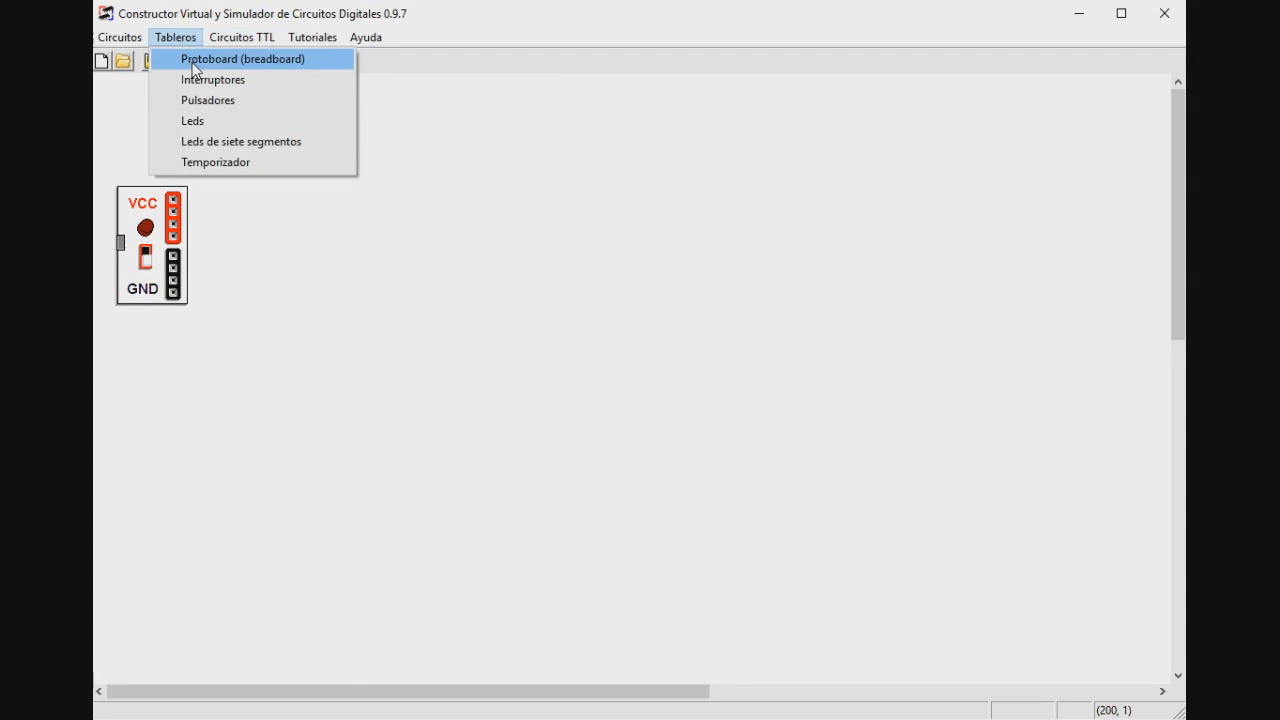 Constructor Virtual y Simulador de Circuitos Digitales 0.9.7
Circuitos Tableros Circuitos TTL Tutoriales Ayuda
Protoboard (breadboard)
Interruptores
Pulsadores
Leds
Leds de siete segmentos
Temporizador
VCC
GND
(200, 1)